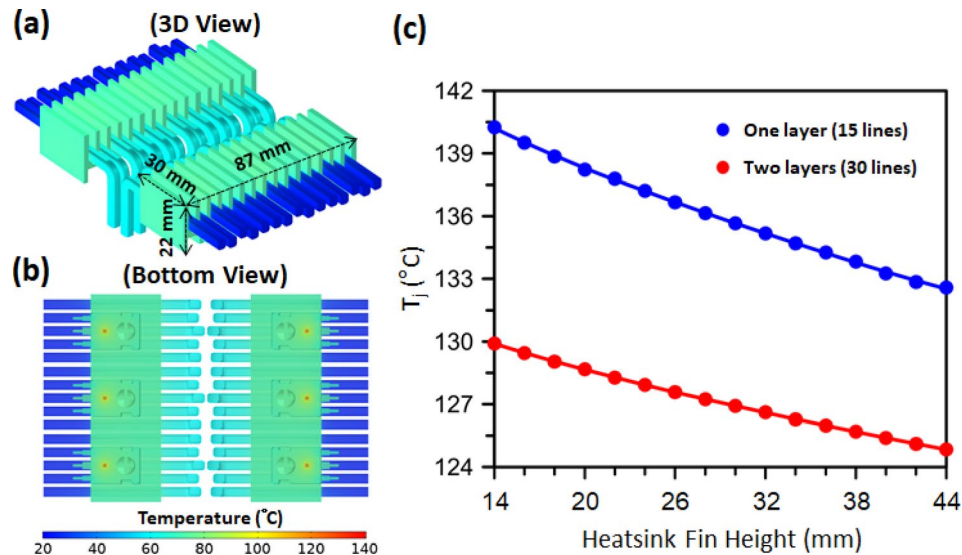 (a)
(3D View)
30 mm
87 mm
22 mm
(b)
(Bottom View)
Temperature (°C)
20 40 60 80 100 120 140
(c)
142
139
136
133
130
127
124
T_j (°C)
One layer (15 lines)
Two layers (30 lines)
14 20 26 32 38 44
Heatsink Fin Height (mm)